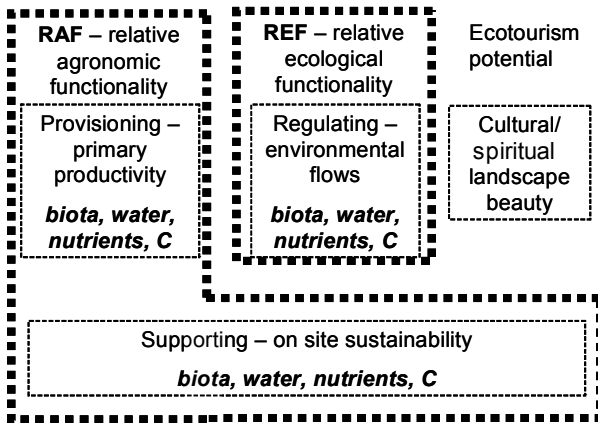 RAF – relative
agronomic
functionality
Provisioning –
primary
productivity
biota, water,
nutrients, C
REF – relative
ecological
functionality
Regulating –
environmental
flows
biota, water,
nutrients, C
Ecotourism
potential
Cultural/
spiritual
landscape
beauty
Supporting – on site sustainability
biota, water, nutrients, C